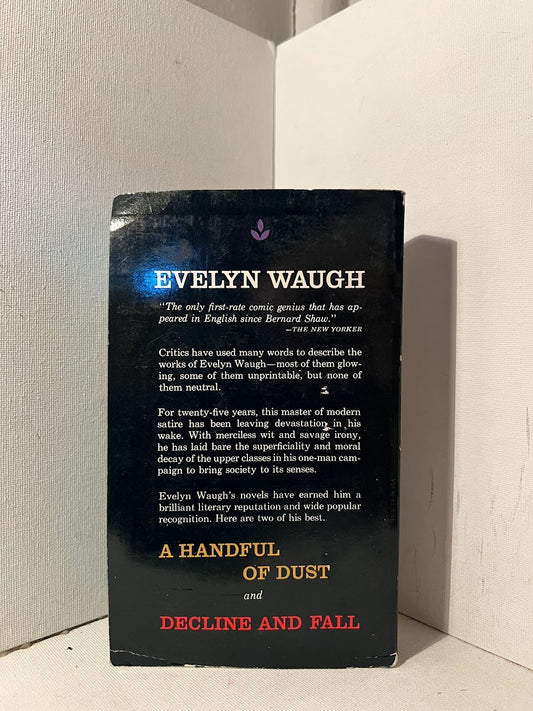 EVELYN WAUGH
"The only first-rate comic genius that has ap-
peared in English since Bernard Shaw."
—THE NEW YORKER
Critics have used many words to describe the
works of Evelyn Waugh—most of them glow-
ing, some of them unprintable, but none of
them neutral.
For twenty-five years, this master of modern
satire has been leaving devastation in his
wake. With merciless wit and savage irony,
he has laid bare the superficiality and moral
decay of the upper classes in his one-man cam-
paign to bring society to its senses.
Evelyn Waugh's novels have earned him a
brilliant literary reputation and wide popular
recognition. Here are two of his best.
A HANDFUL
OF DUST
and
DECLINE AND FALL